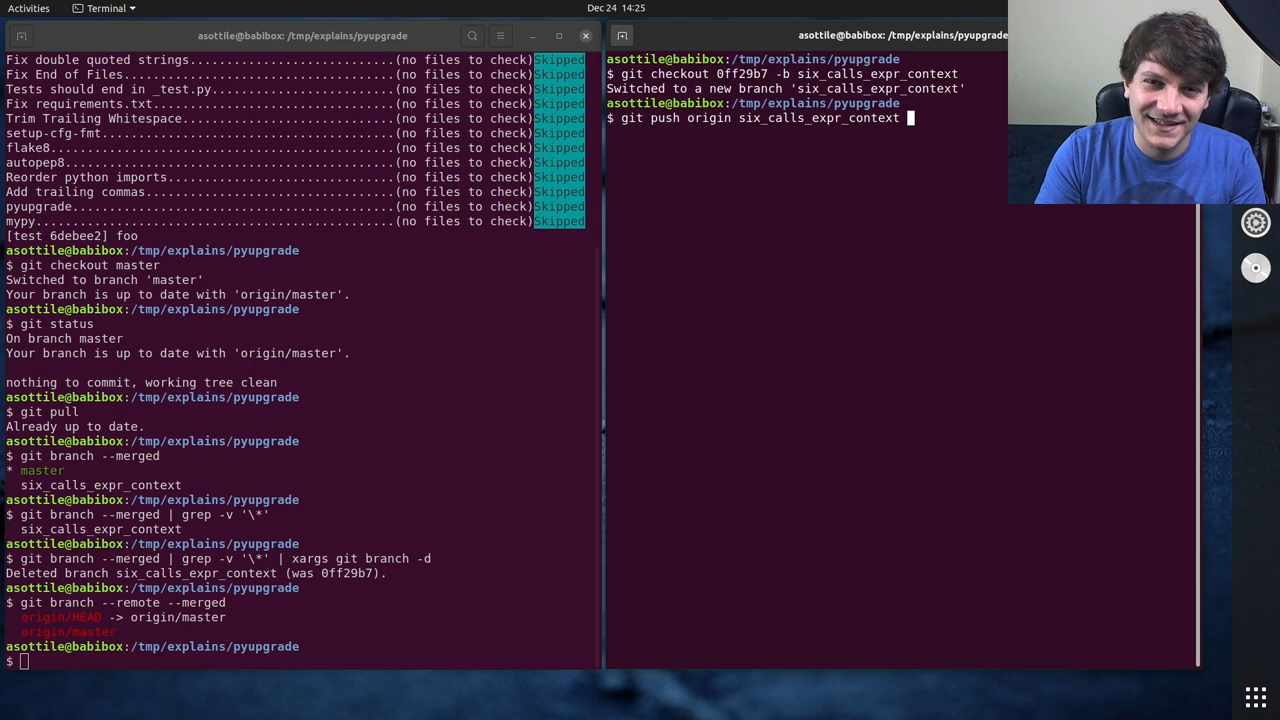 Activities
Terminal
Dec 24 14:25
asottile@babibox: /tmp/explains/pyupgrade
Fix double quoted strings..................................(no files to check)Skipped
Fix End of Files...........................................(no files to check)Skipped
Tests should end in _test.py...............................(no files to check)Skipped
Fix requirements.txt.......................................(no files to check)Skipped
Trim Trailing Whitespace...................................(no files to check)Skipped
setup-cfg-fmt..............................................(no files to check)Skipped
flake8.....................................................(no files to check)Skipped
autopep8...................................................(no files to check)Skipped
Reorder python imports.....................................(no files to check)Skipped
Add trailing commas........................................(no files to check)Skipped
pyupgrade..................................................(no files to check)Skipped
mypy.......................................................(no files to check)Skipped
[test 6debee2] foo
asottile@babibox:/tmp/explains/pyupgrade
$ git checkout master
Switched to branch 'master'
Your branch is up to date with 'origin/master'.
asottile@babibox:/tmp/explains/pyupgrade
$ git status
On branch master
Your branch is up to date with 'origin/master'.
nothing to commit, working tree clean
asottile@babibox:/tmp/explains/pyupgrade
$ git pull
Already up to date.
asottile@babibox:/tmp/explains/pyupgrade
$ git branch --merged
* master
six_calls_expr_context
asottile@babibox:/tmp/explains/pyupgrade
$ git branch --merged | grep -v '\*'
six_calls_expr_context
asottile@babibox:/tmp/explains/pyupgrade
$ git branch --merged | grep -v '\*' | xargs git branch -d
Deleted branch six_calls_expr_context (was 0ff29b7).
asottile@babibox:/tmp/explains/pyupgrade
$ git branch --remote --merged
origin/HEAD -> origin/master
origin/master
asottile@babibox:/tmp/explains/pyupgrade
$
asottile@babibox: /tmp/explains/pyupgrade
asottile@babibox:/tmp/explains/pyupgrade
$ git checkout 0ff29b7 -b six_calls_expr_context
Switched to a new branch 'six_calls_expr_context'
asottile@babibox:/tmp/explains/pyupgrade
$ git push origin six_calls_expr_context